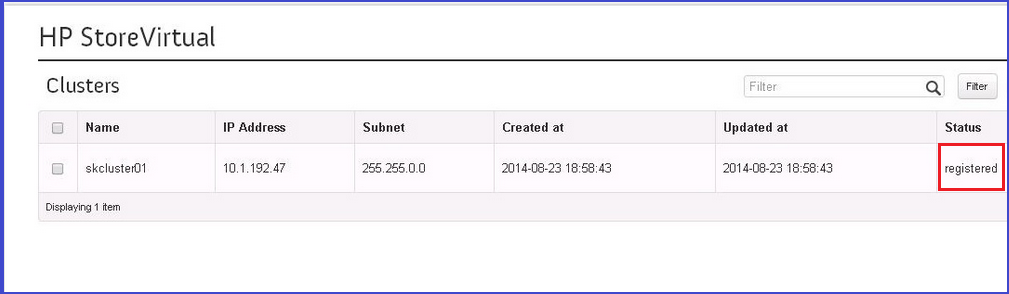 HP StoreVirtual
Clusters
Filter
Filter
Name IP Address Subnet Created at Updated at Status
skcluster01 10.1.192.47 255.255.0.0 2014-08-23 18:58:43 2014-08-23 18:58:43 registered
Displaying 1 item